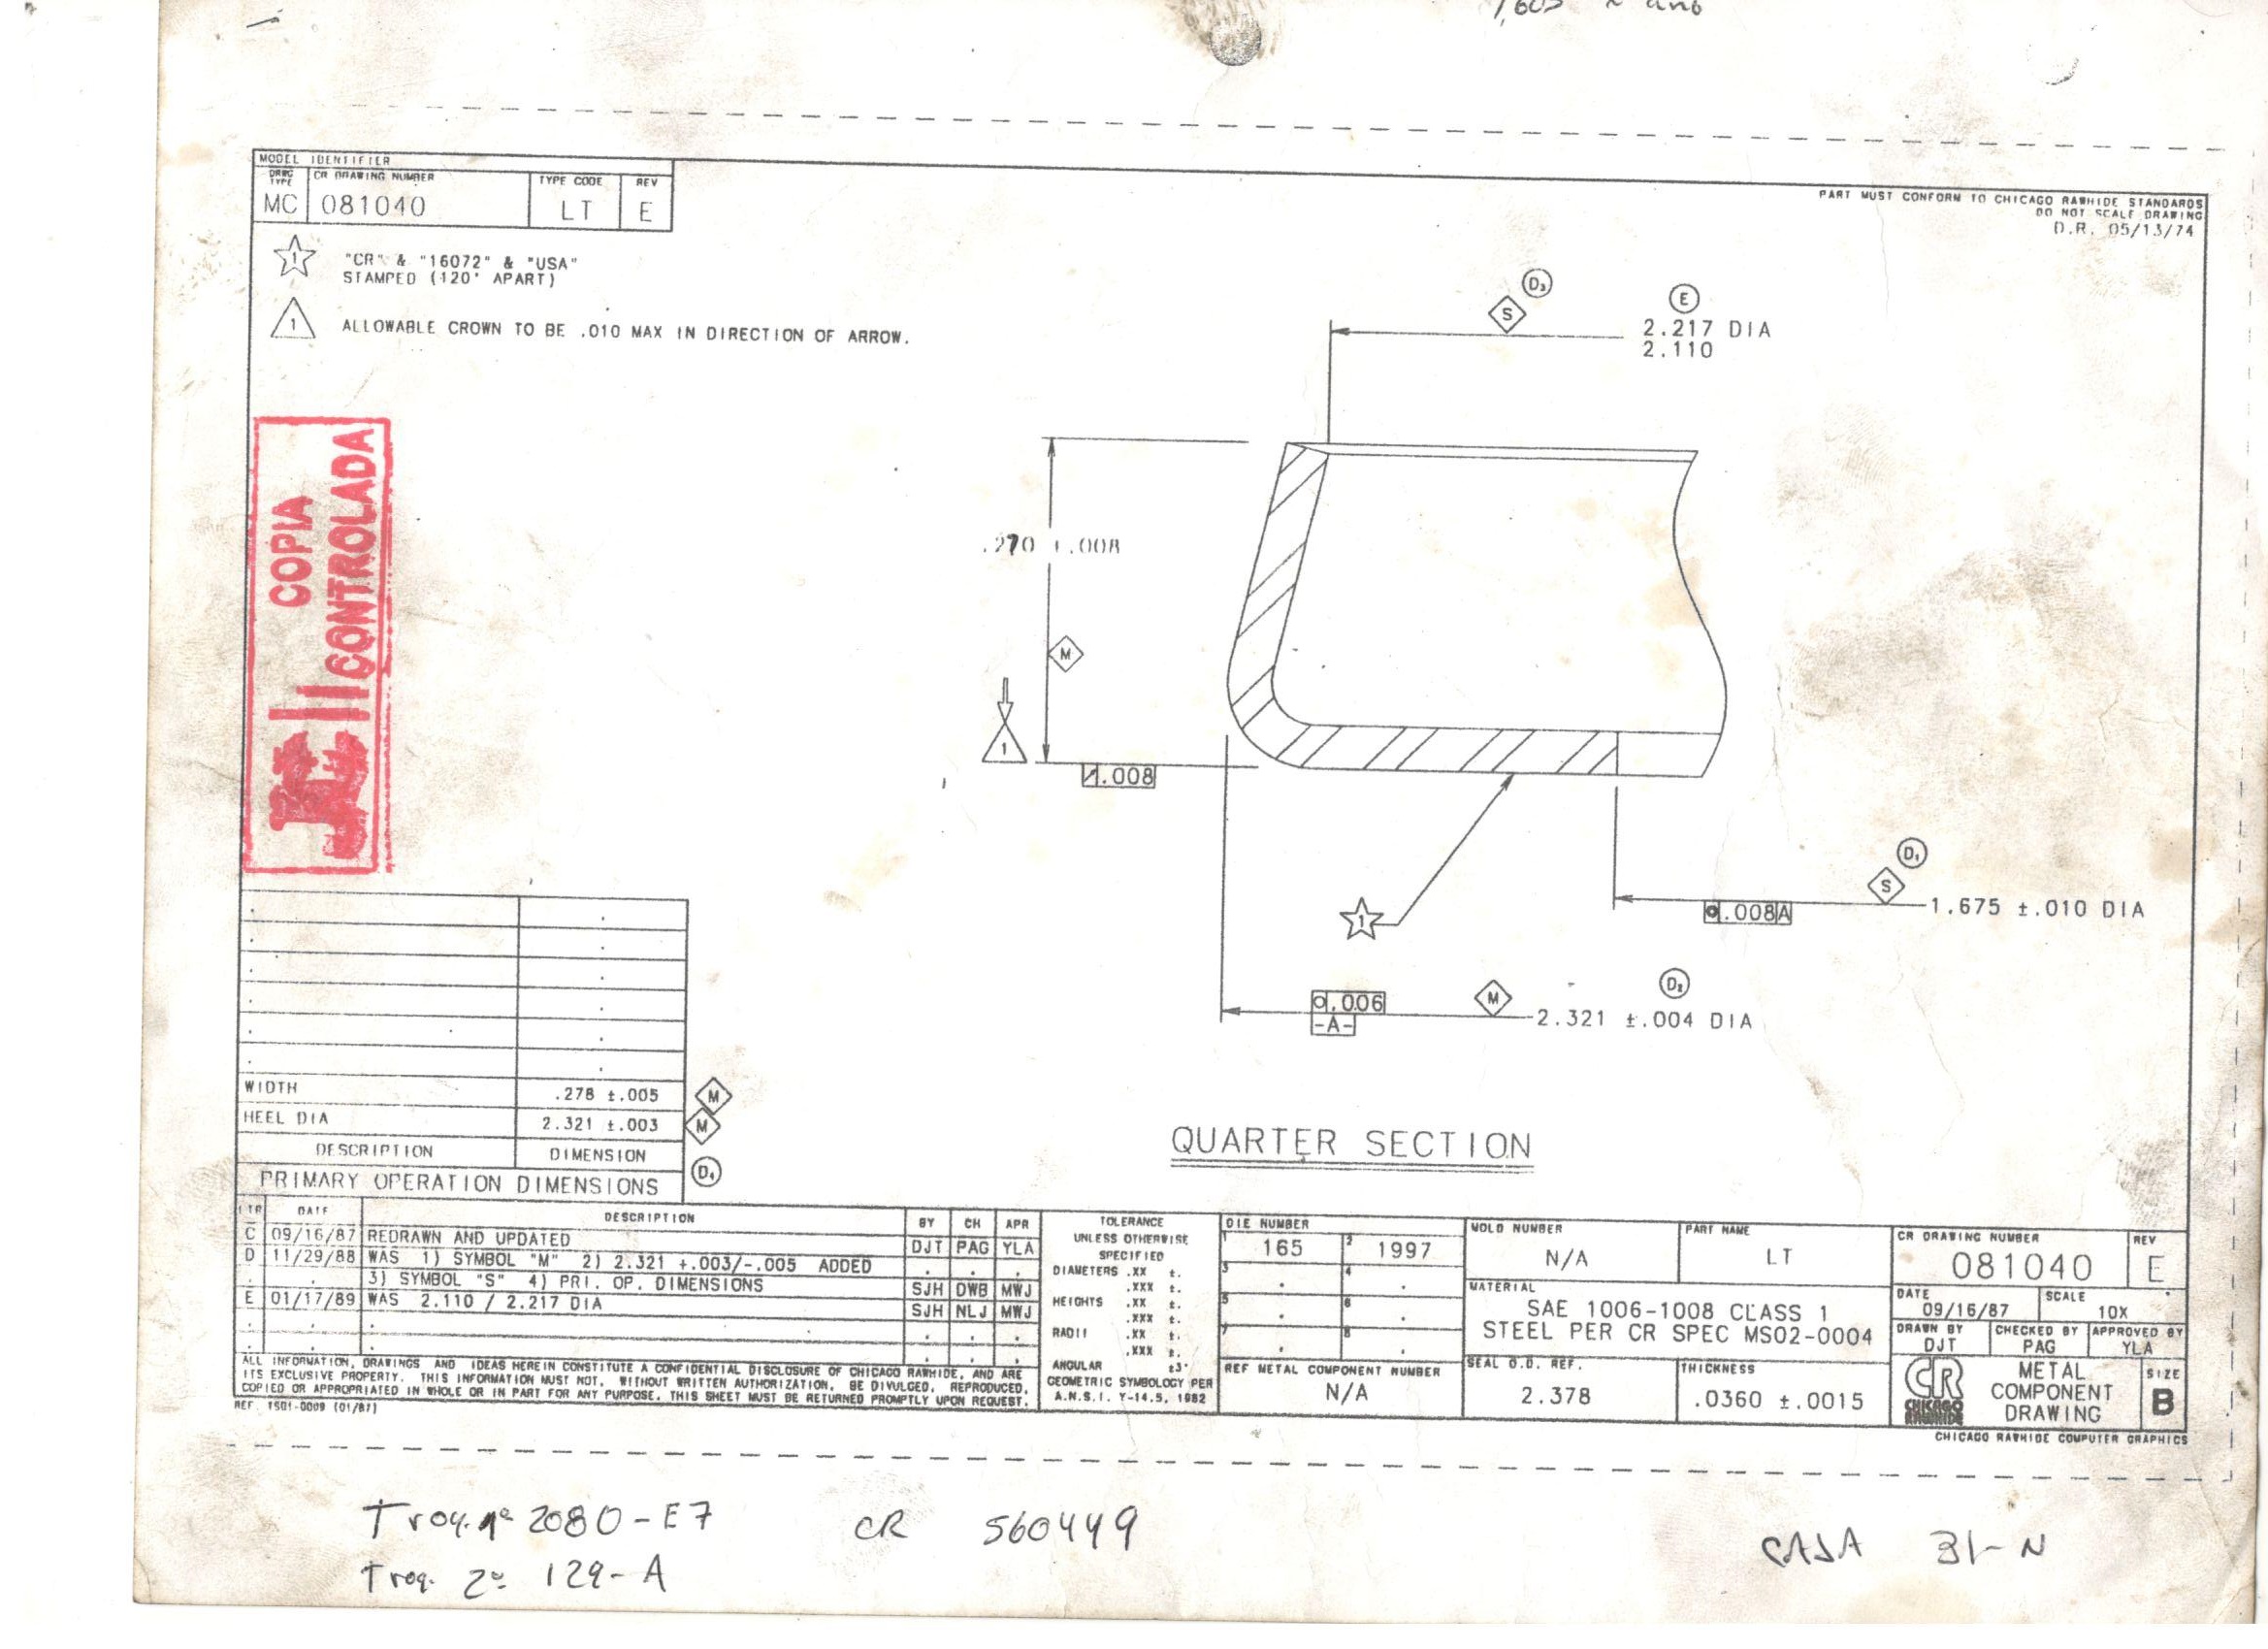 MODEL IDENTIFIER
DRWG TYPE
CR DRAWING NUMBER
TYPE CODE
REV
MC 081040 LT E
PART MUST CONFORM TO CHICAGO RAWHIDE STANDARDS
DO NOT SCALE DRAWING
D.R. 05/13/74
1 "CR" & "16072" & "USA"
STAMPED (120° APART)
1 ALLOWABLE CROWN TO BE .010 MAX IN DIRECTION OF ARROW.
COPIA
CONTROLADA
S D3 E
2.217 DIA
2.110
.270 ±.008
M
1
.008
1
D1
S
.008 A
1.675 ±.010 DIA
.006
-A-
M
D2
2.321 ±.004 DIA
QUARTER SECTION
WIDTH .278 ±.005 M
HEEL DIA 2.321 ±.003 M
DESCRIPTION DIMENSION
PRIMARY OPERATION DIMENSIONS D4
LTR DATE DESCRIPTION BY CH APR
C 09/16/87 REDRAWN AND UPDATED DJT PAG YLA
D 11/29/88 WAS 1) SYMBOL "M" 2) 2.321 +.003/-.005 ADDED
3) SYMBOL "S" 4) PRI. OP. DIMENSIONS SJH DWB MWJ
E 01/17/89 WAS 2.110 / 2.217 DIA SJH NLJ MWJ
ALL INFORMATION, DRAWINGS AND IDEAS HEREIN CONSTITUTE A CONFIDENTIAL DISCLOSURE OF CHICAGO RAWHIDE, AND ARE
ITS EXCLUSIVE PROPERTY. THIS INFORMATION MUST NOT, WITHOUT WRITTEN AUTHORIZATION, BE DIVULGED, REPRODUCED,
COPIED OR APPROPRIATED IN WHOLE OR IN PART FOR ANY PURPOSE. THIS SHEET MUST BE RETURNED PROMPTLY UPON REQUEST.
REF. TS01-0009 (01/87)
TOLERANCE
UNLESS OTHERWISE
SPECIFIED
DIAMETERS .XX ±.
.XXX ±.
HEIGHTS .XX ±.
.XXX ±.
RADII .XX ±.
.XXX ±.
ANGULAR ±3°
GEOMETRIC SYMBOLOGY PER
A.N.S.I. Y-14.5, 1982
DIE NUMBER
1 165 2 1997
3 4
5 6
7 8
REF METAL COMPONENT NUMBER
N/A
MOLD NUMBER
N/A
PART NAME
LT
MATERIAL
SAE 1006-1008 CLASS 1
STEEL PER CR SPEC MS02-0004
SEAL O.D. REF.
2.378
THICKNESS
.0360 ±.0015
CR DRAWING NUMBER
081040
REV
E
DATE
09/16/87
SCALE
10X
DRAWN BY
DJT
CHECKED BY
PAG
APPROVED BY
YLA
CR
CHICAGO
RAWHIDE
METAL
COMPONENT
DRAWING
SIZE
B
CHICAGO RAWHIDE COMPUTER GRAPHICS
Troq. 1ª 2080-E7 CR 560449
Troq. 2ª 129-A
CASA 31-N